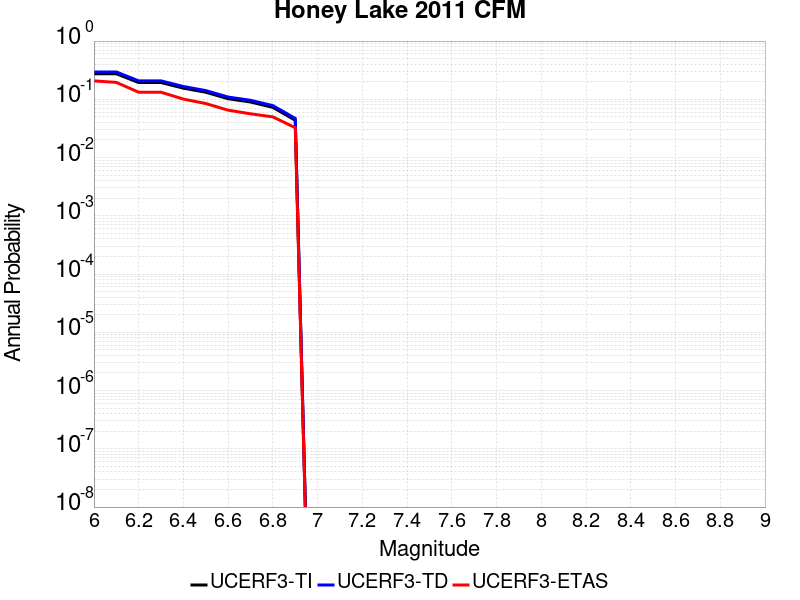 Honey Lake 2011 CFM
10^0
10^-1
10^-2
10^-3
10^-4
10^-5
10^-6
10^-7
10^-8
Annual Probability
6 6.2 6.4 6.6 6.8 7 7.2 7.4 7.6 7.8 8 8.2 8.4 8.6 8.8 9
Magnitude
UCERF3-TI UCERF3-TD UCERF3-ETAS